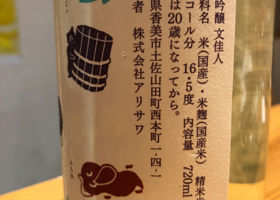 吟醸 文佳人
料名 米(国産)・米麹(国産米) 精米
コール分 16.5度 内容量 720ml
は20歳になってから。
者 株式会社アリサワ
県香美市土佐山田町西本町一-四-一